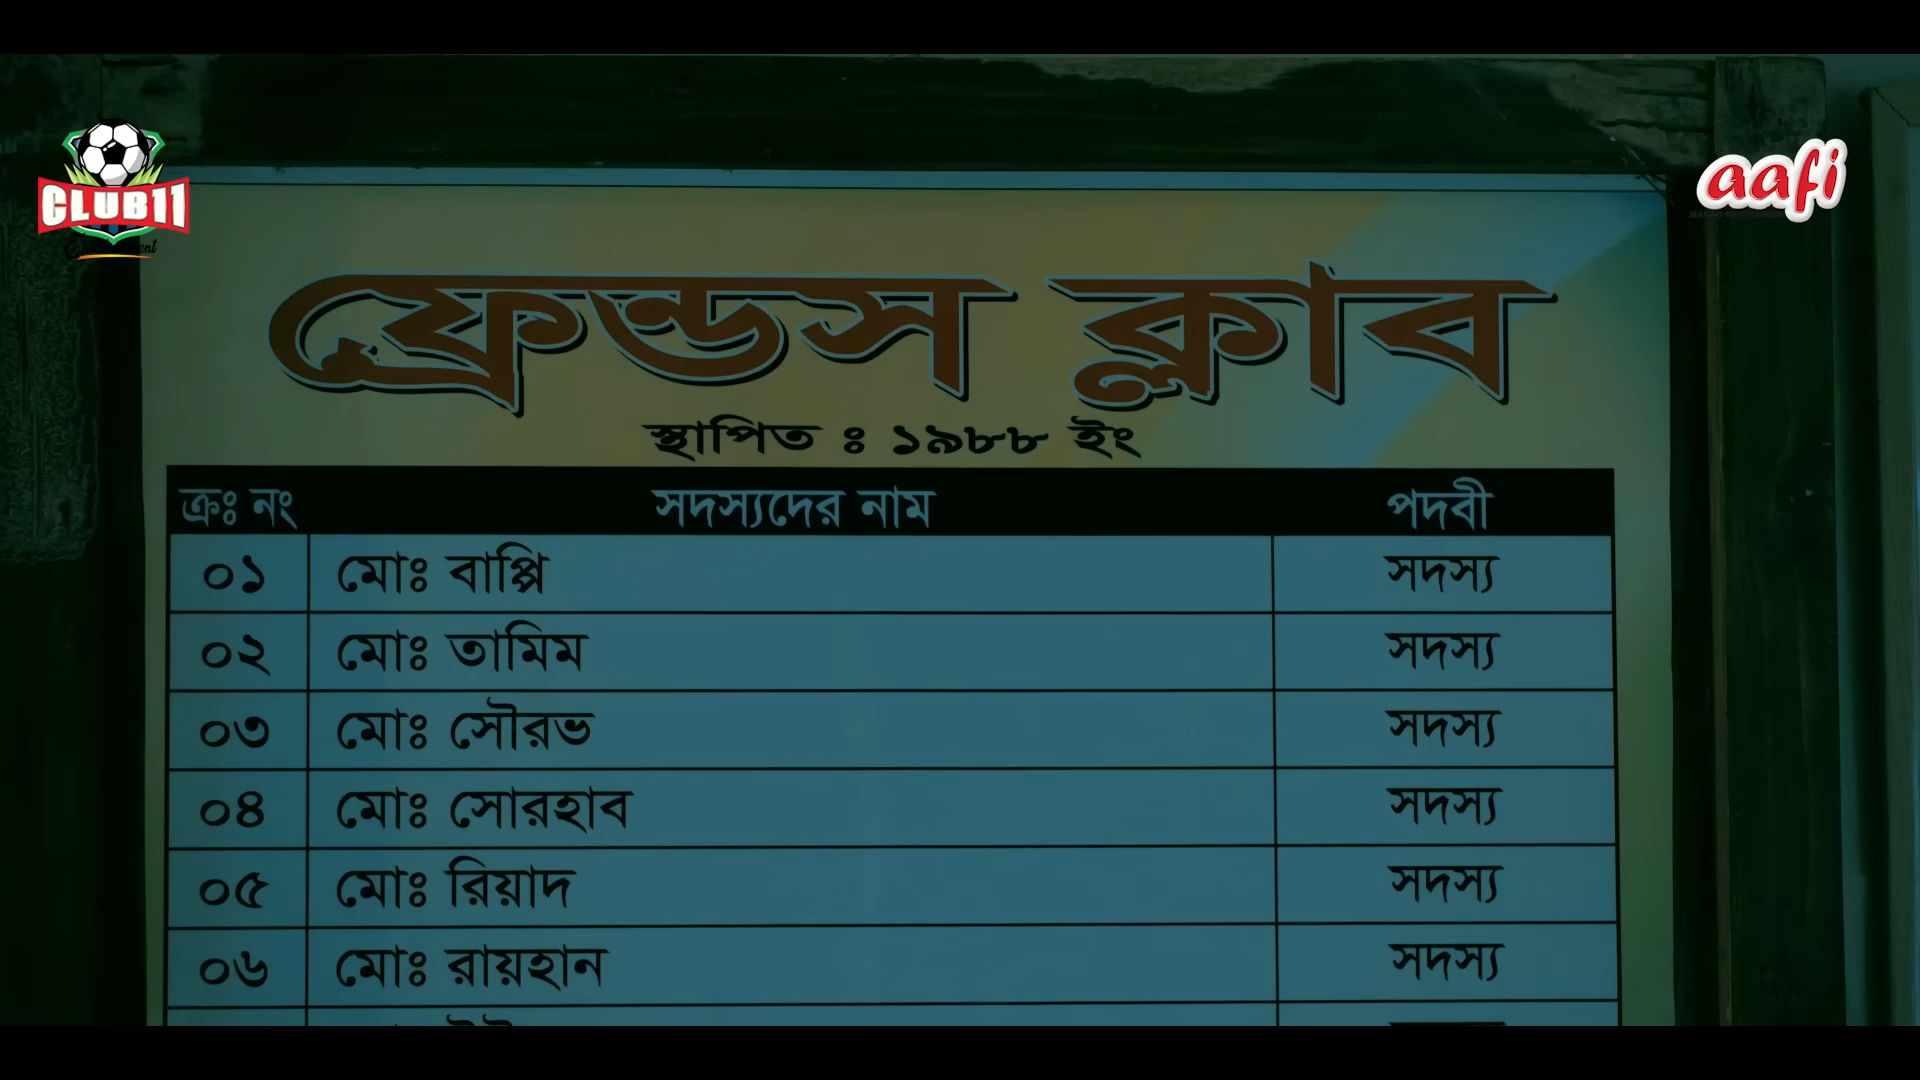 CLUB11
aafi
ফ্রেন্ডস ক্লাব
স্থাপিত ঃ ১৯৮৮ ইং
ক্রঃ নং সদস্যদের নাম পদবী
০১ মোঃ বাপ্পি সদস্য
০২ মোঃ তামিম সদস্য
০৩ মোঃ সৌরভ সদস্য
০৪ মোঃ সোরহাব সদস্য
০৫ মোঃ রিয়াদ সদস্য
০৬ মোঃ রায়হান সদস্য